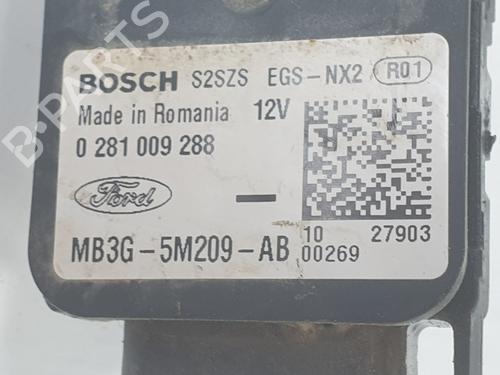 BOSCH S2SZS EGS-NX2 R01
Made in Romania 12V
0 281 009 288
Ford
MB3G-5M209-AB
10 27903
00269
B-Parts